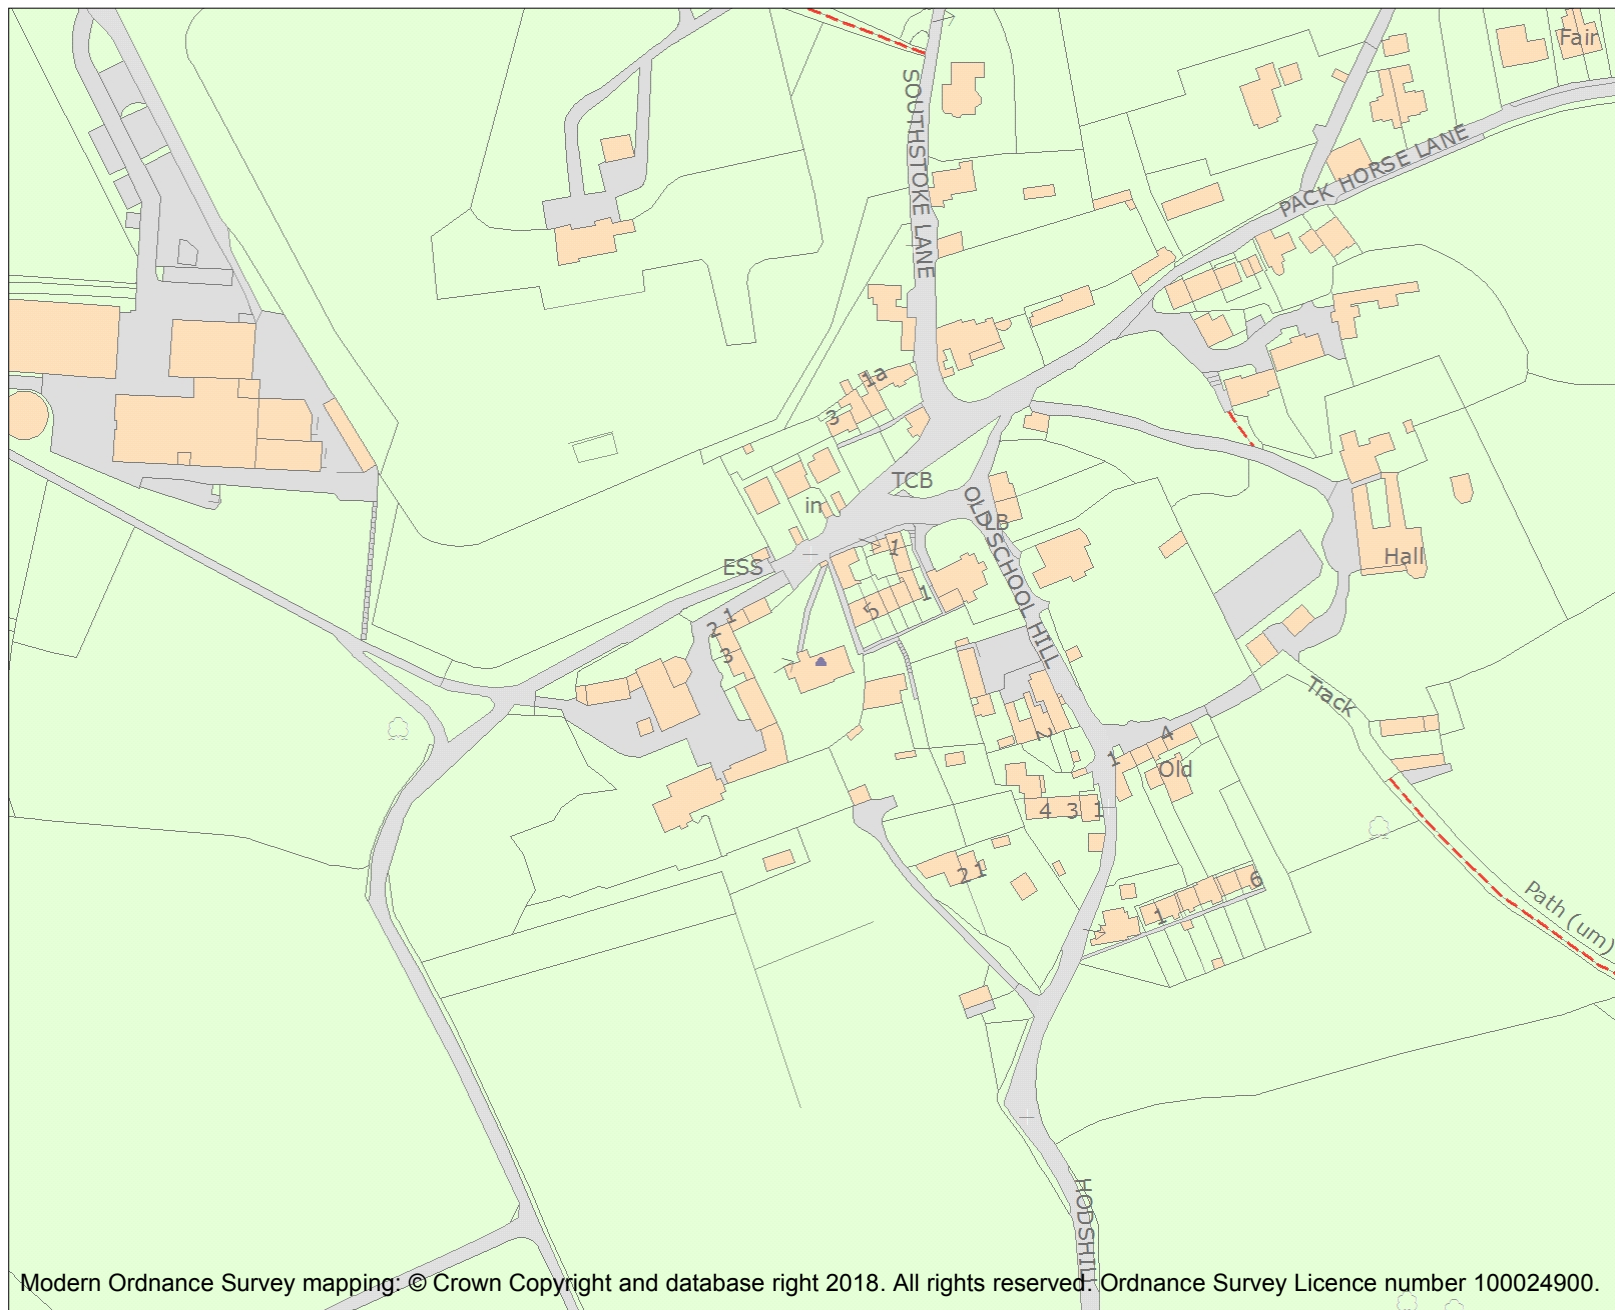 Fair
SOUTHSTOKE LANE
PACK HORSE LANE
1a
3
TCB
in
OLD SCHOOL HILL
LB
Hall
ESS
1
1
5
1
2
3
Track
2
4
1
Old
4 3 1
2 1
6
1
Path (um)
HODSHILL
Modern Ordnance Survey mapping: © Crown Copyright and database right 2018. All rights reserved. Ordnance Survey Licence number 100024900.